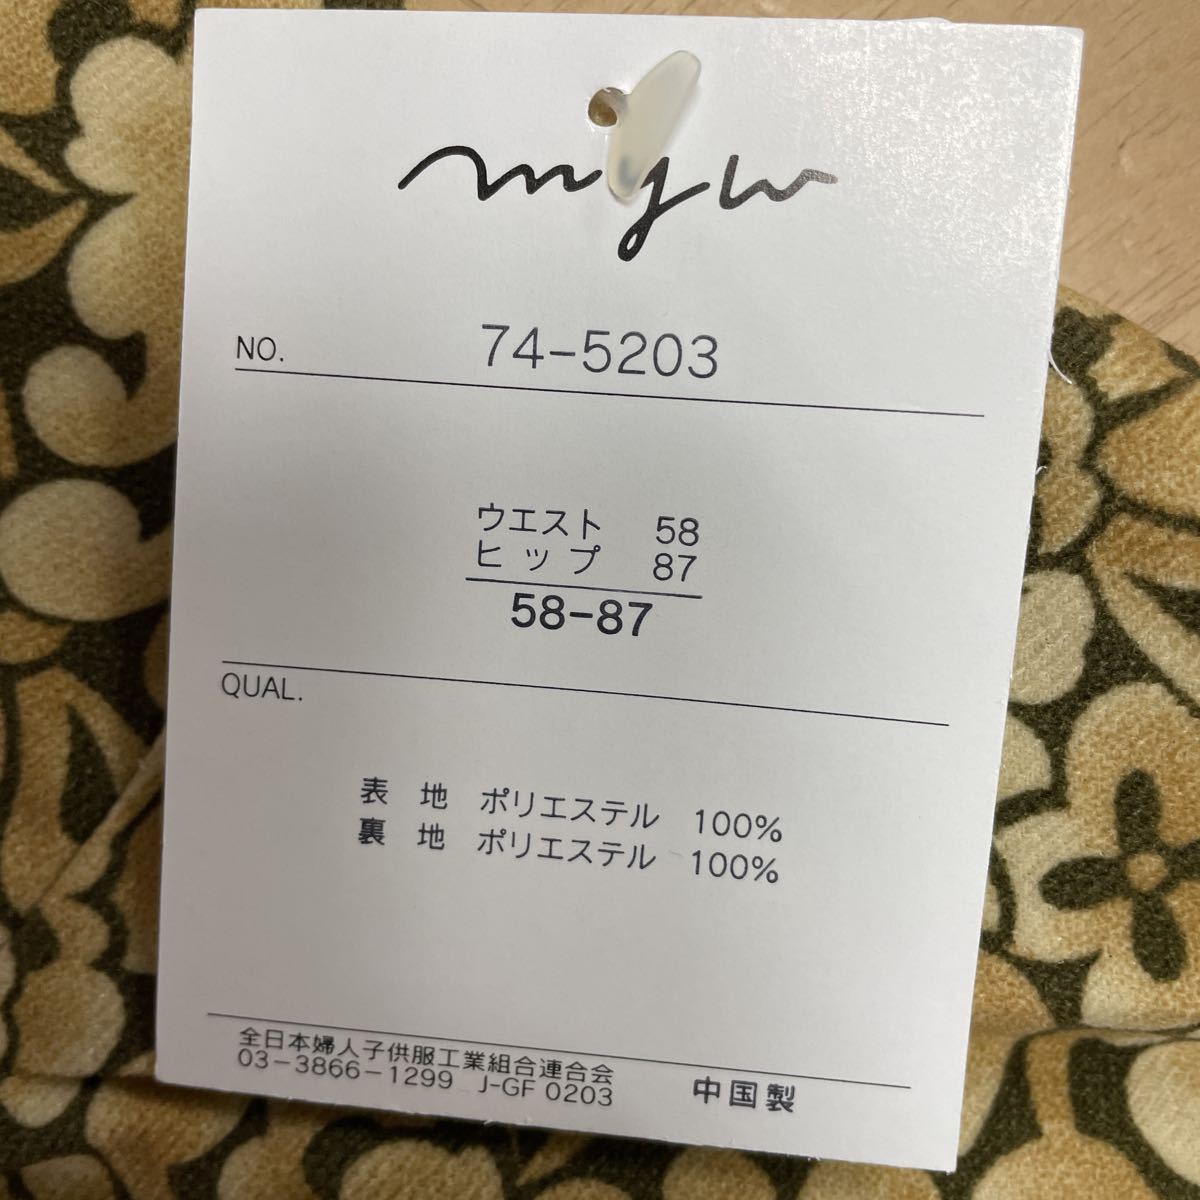 myw
NO. 74-5203
ウエスト 58
ヒップ 87
58-87
QUAL.
表地 ポリエステル 100%
裏地 ポリエステル 100%
全日本婦人子供服工業組合連合会
03-3866-1299 J-GF 0203
中国製